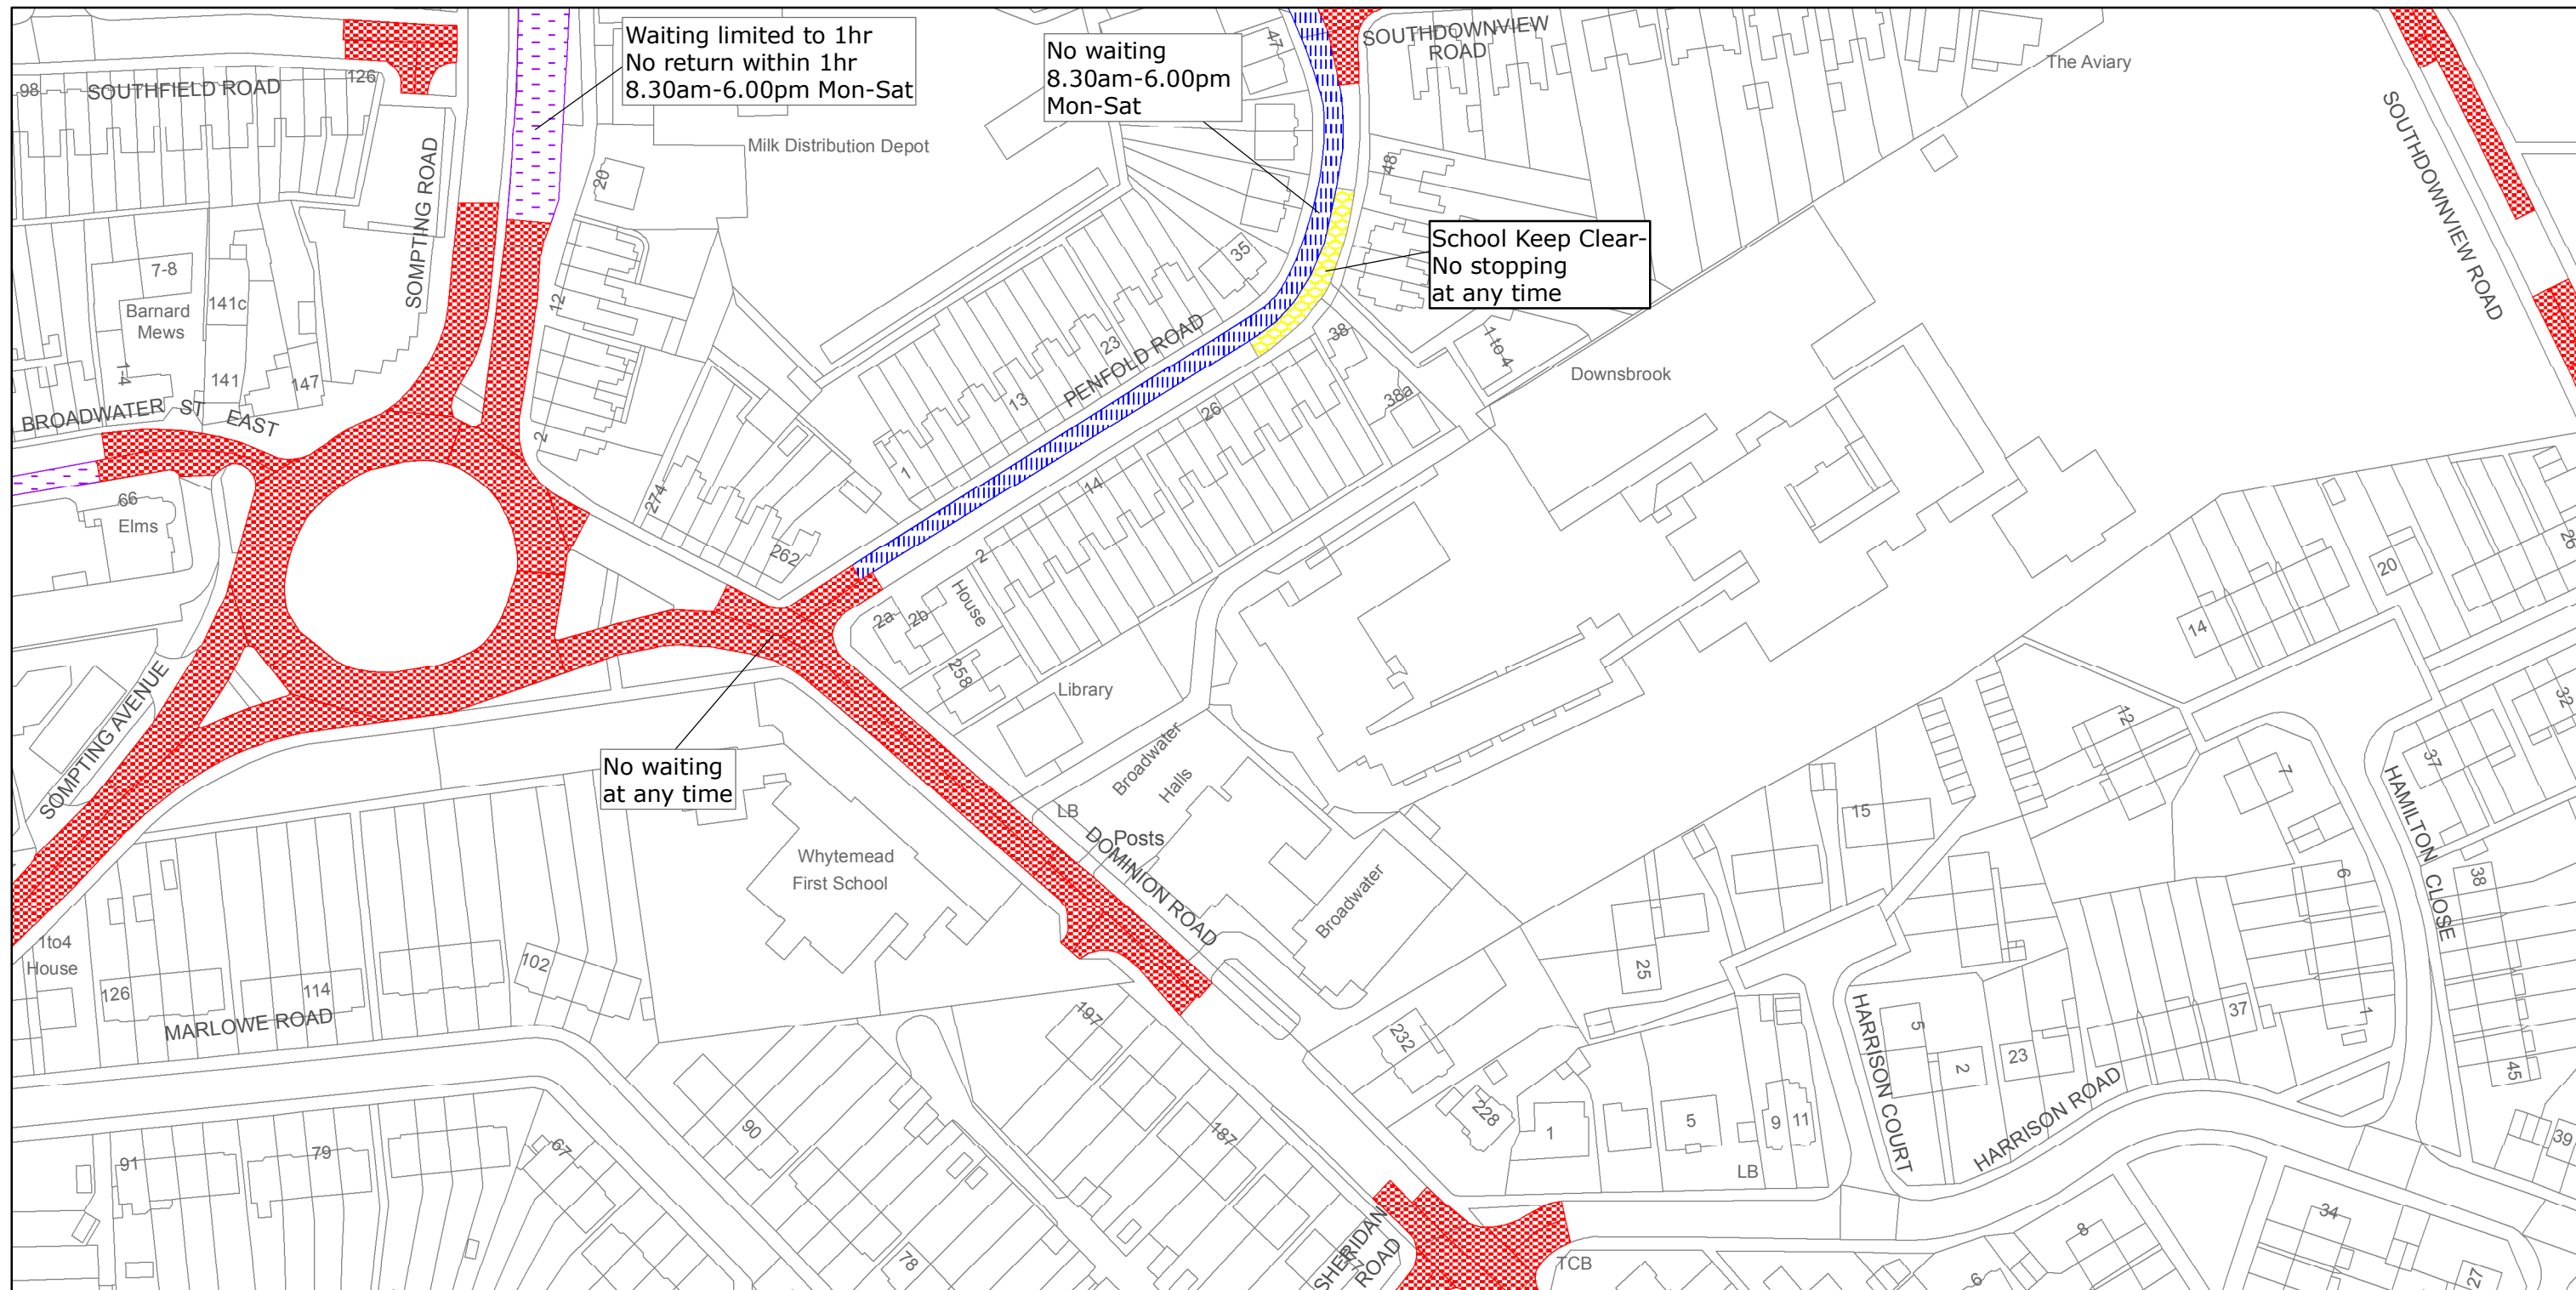 Waiting limited to 1hr
No return within 1hr
8.30am-6.00pm Mon-Sat
No waiting
8.30am-6.00pm
Mon-Sat
School Keep Clear-
No stopping
at any time
No waiting
at any time
SOUTHFIELD ROAD
98
126
SOMPTING ROAD
Milk Distribution Depot
47
SOUTHDOWNVIEW
ROAD
The Aviary
SOUTHDOWNVIEW ROAD
20
48
7-8
Barnard
Mews
141c
1-4
141
147
12
2
35
23
13
1
PENFOLD ROAD
38
1 to 4
38a
Downsbrook
26
14
2
BROADWATER ST EAST
66
Elms
274
262
2a
2b
House
258
Library
20
26
14
32
12
SOMPTING AVENUE
Broadwater
Halls
LB
Posts
DOMINION ROAD
Broadwater
Whytemead
First School
7
37
HAMILTON CLOSE
15
6
38
1to4
House
126
114
102
MARLOWE ROAD
25
197
232
HARRISON COURT
5
2
23
37
1
45
HARRISON ROAD
91
79
67
90
187
228
1
5
9
11
LB
39
78
SHERIDAN
ROAD
TCB
6
8
34
27